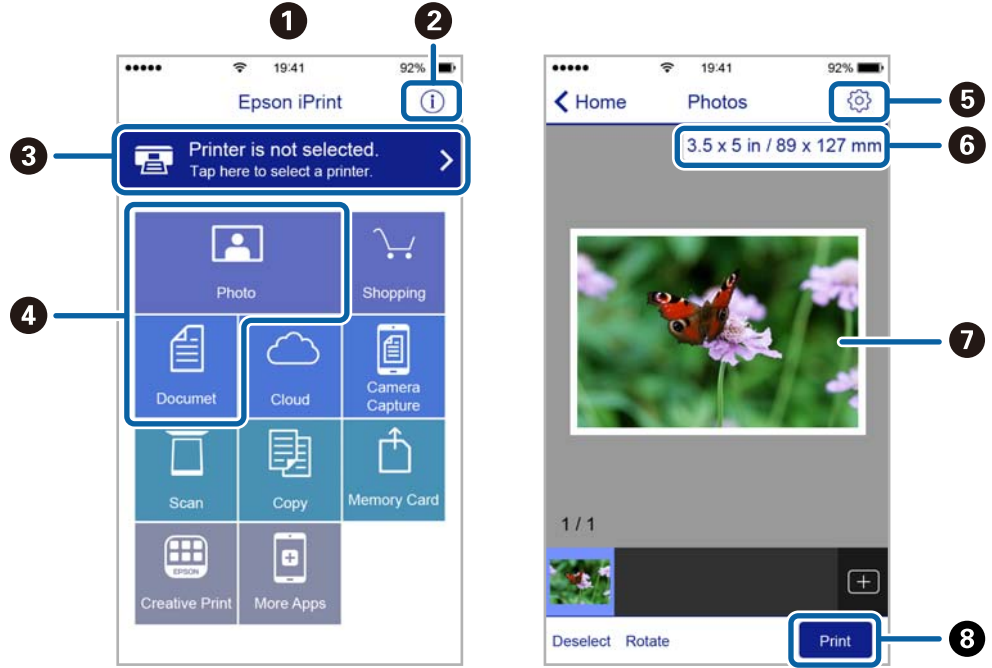 1
2
19:41
92%
Epson iPrint
3
Printer is not selected.
Tap here to select a printer.
4
Photo
Shopping
Documet
Cloud
Camera
Capture
Scan
Copy
Memory Card
EPSON
Creative Print
More Apps
19:41
92%
Home
Photos
5
3.5 x 5 in / 89 x 127 mm
6
7
1 / 1
Deselect
Rotate
Print
8